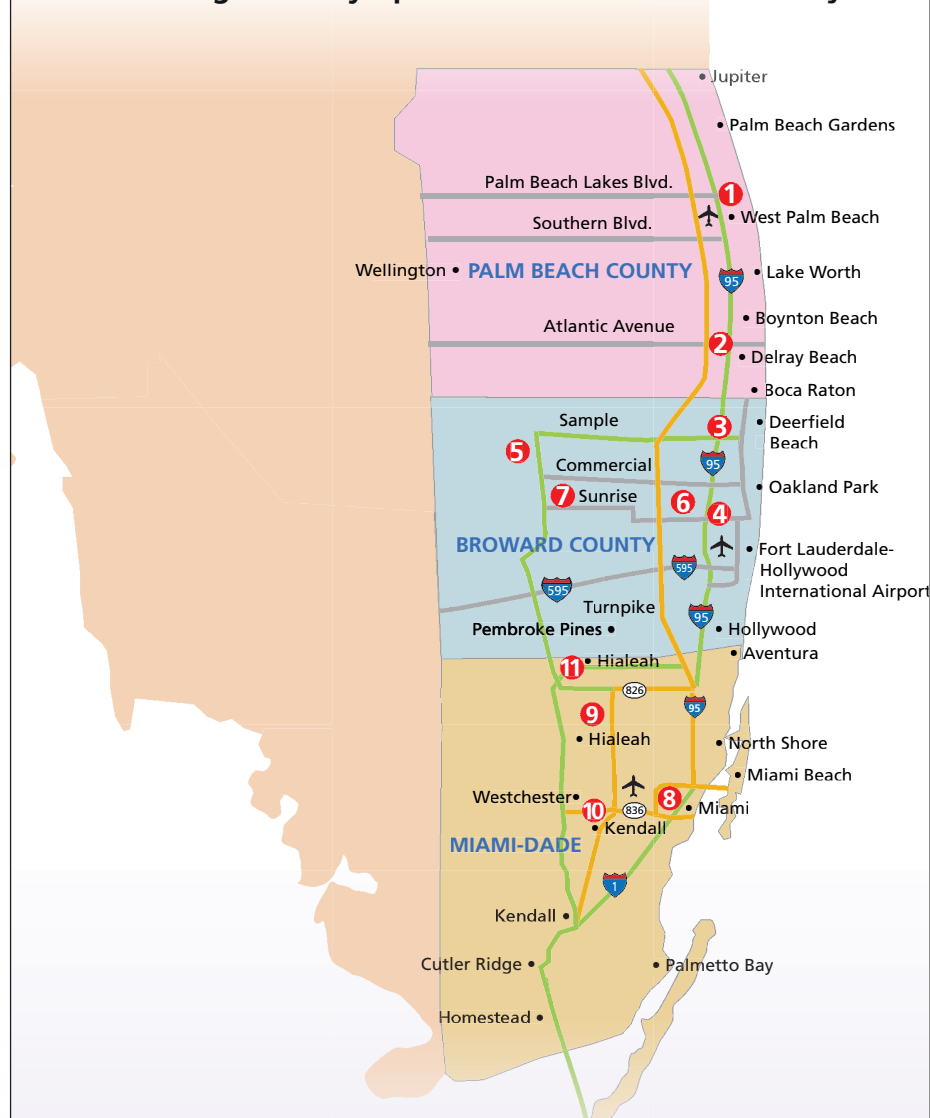 Jupiter
Palm Beach Gardens
Palm Beach Lakes Blvd.
1
West Palm Beach
Southern Blvd.
Wellington
PALM BEACH COUNTY
Lake Worth
95
Boynton Beach
Atlantic Avenue
2
Delray Beach
Boca Raton
Sample
3
Deerfield
Beach
5
Commercial
95
7
Sunrise
6
4
Oakland Park
BROWARD COUNTY
Fort Lauderdale-
Hollywood
International Airport
595
595
Turnpike
95
Pembroke Pines
Hollywood
Aventura
11
Hialeah
826
95
9
Hialeah
North Shore
Miami Beach
Westchester
8
10
836
Miami
Kendall
MIAMI-DADE
1
Kendall
Cutler Ridge
Palmetto Bay
Homestead